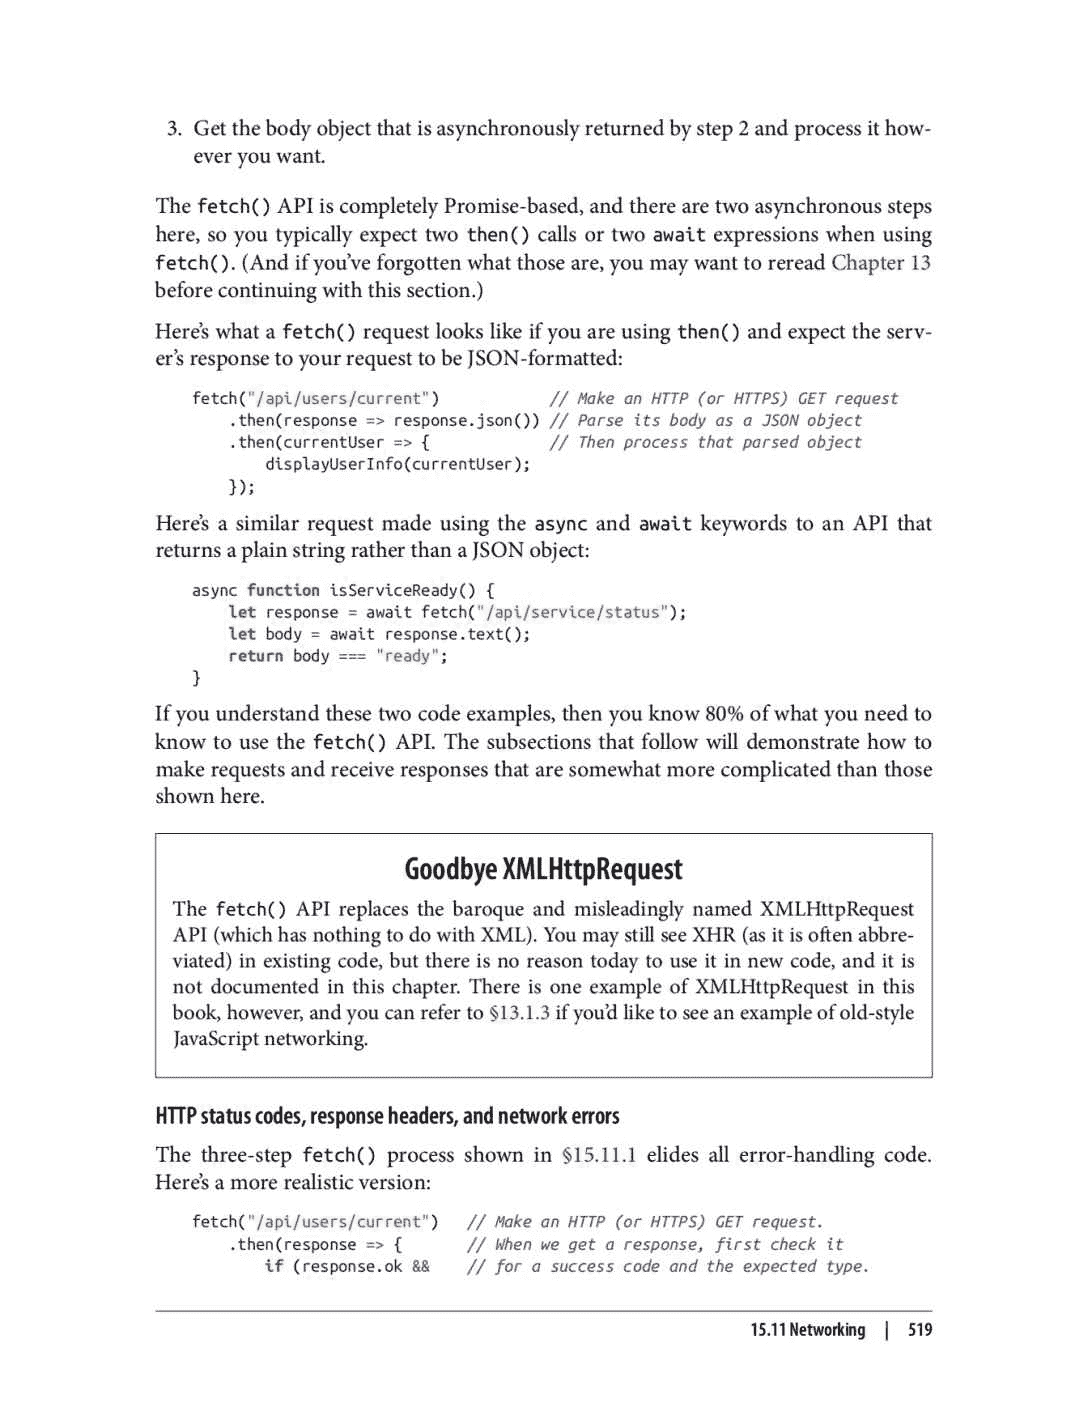 3. Get the body object that is asynchronously returned by step 2 and process it how-
ever you want.
The fetch() API is completely Promise-based, and there are two asynchronous steps
here, so you typically expect two then() calls or two await expressions when using
fetch(). (And if you’ve forgotten what those are, you may want to reread Chapter 13
before continuing with this section.)
Here’s what a fetch() request looks like if you are using then() and expect the serv-
er’s response to your request to be JSON-formatted:
fetch("/api/users/current")            // Make an HTTP (or HTTPS) GET request
    .then(response => response.json()) // Parse its body as a JSON object
    .then(currentUser => {             // Then process that parsed object
        displayUserInfo(currentUser);
    });
Here’s a similar request made using the async and await keywords to an API that
returns a plain string rather than a JSON object:
async function isServiceReady() {
    let response = await fetch("/api/service/status");
    let body = await response.text();
    return body === "ready";
}
If you understand these two code examples, then you know 80% of what you need to
know to use the fetch() API. The subsections that follow will demonstrate how to
make requests and receive responses that are somewhat more complicated than those
shown here.
Goodbye XMLHttpRequest
The fetch() API replaces the baroque and misleadingly named XMLHttpRequest
API (which has nothing to do with XML). You may still see XHR (as it is often abbre-
viated) in existing code, but there is no reason today to use it in new code, and it is
not documented in this chapter. There is one example of XMLHttpRequest in this
book, however, and you can refer to §13.1.3 if you’d like to see an example of old-style
JavaScript networking.
HTTP status codes, response headers, and network errors
The three-step fetch() process shown in §15.11.1 elides all error-handling code.
Here’s a more realistic version:
fetch("/api/users/current")   // Make an HTTP (or HTTPS) GET request.
    .then(response => {       // When we get a response, first check it
        if (response.ok &&    // for a success code and the expected type.
15.11 Networking | 519